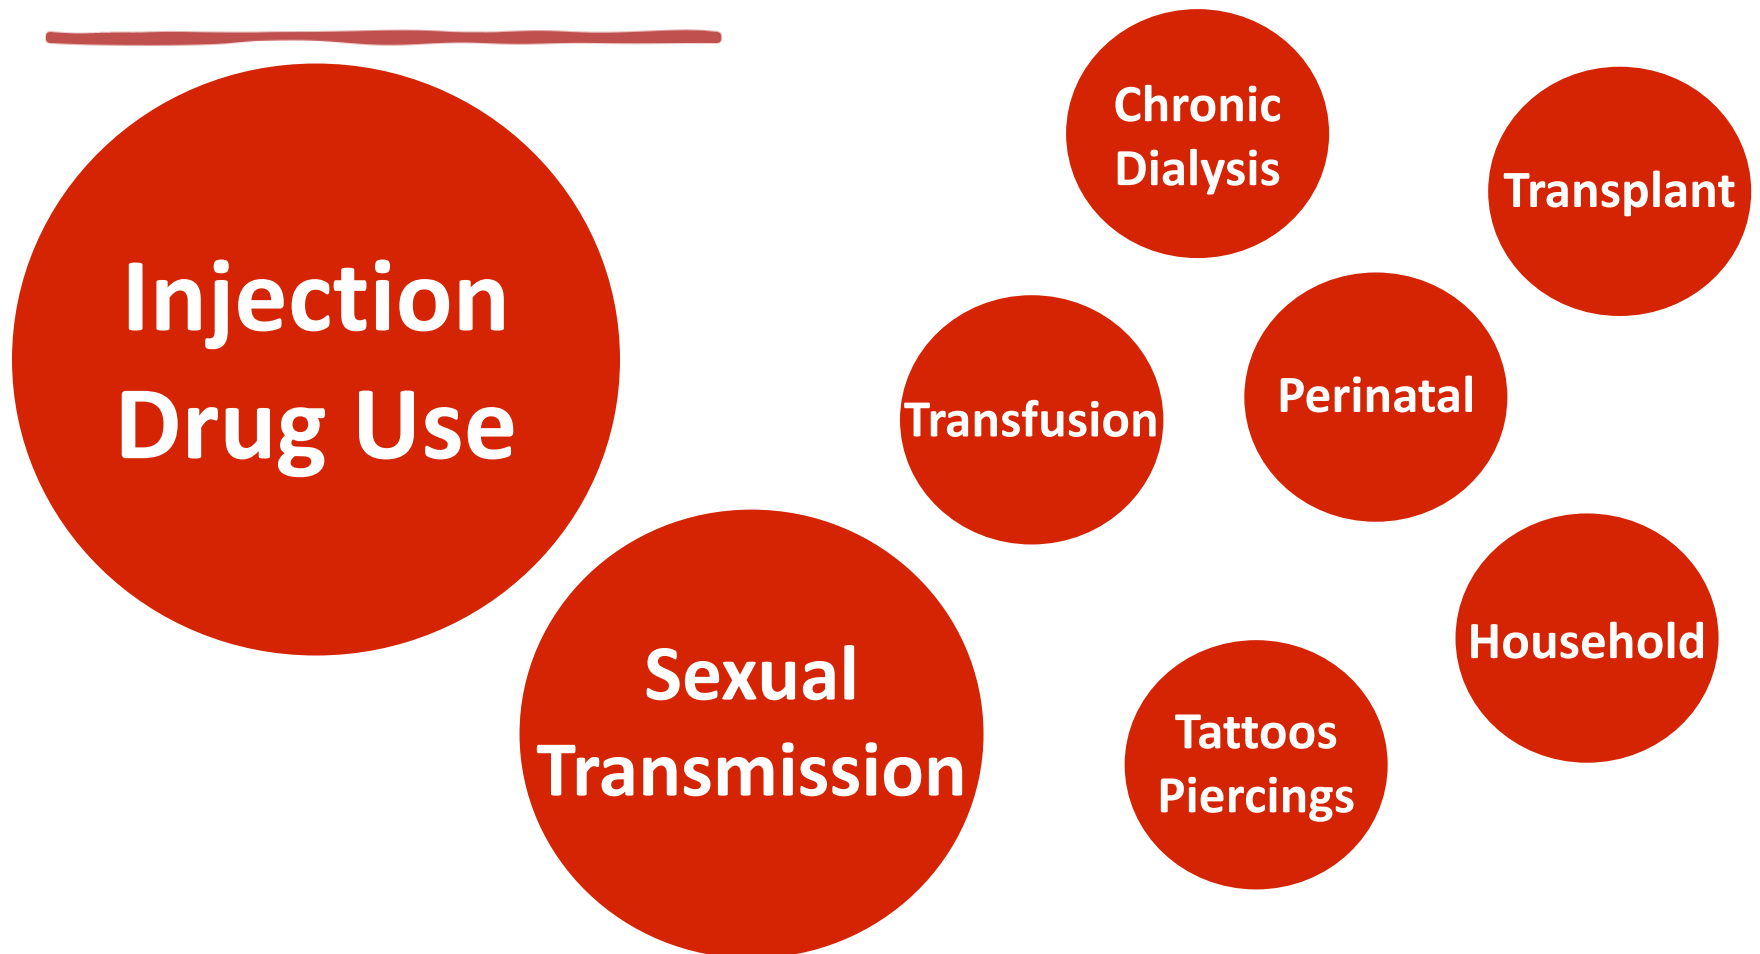 Injection
Drug Use
Sexual
Transmission
Chronic
Dialysis
Transplant
Transfusion
Perinatal
Household
Tattoos
Piercings